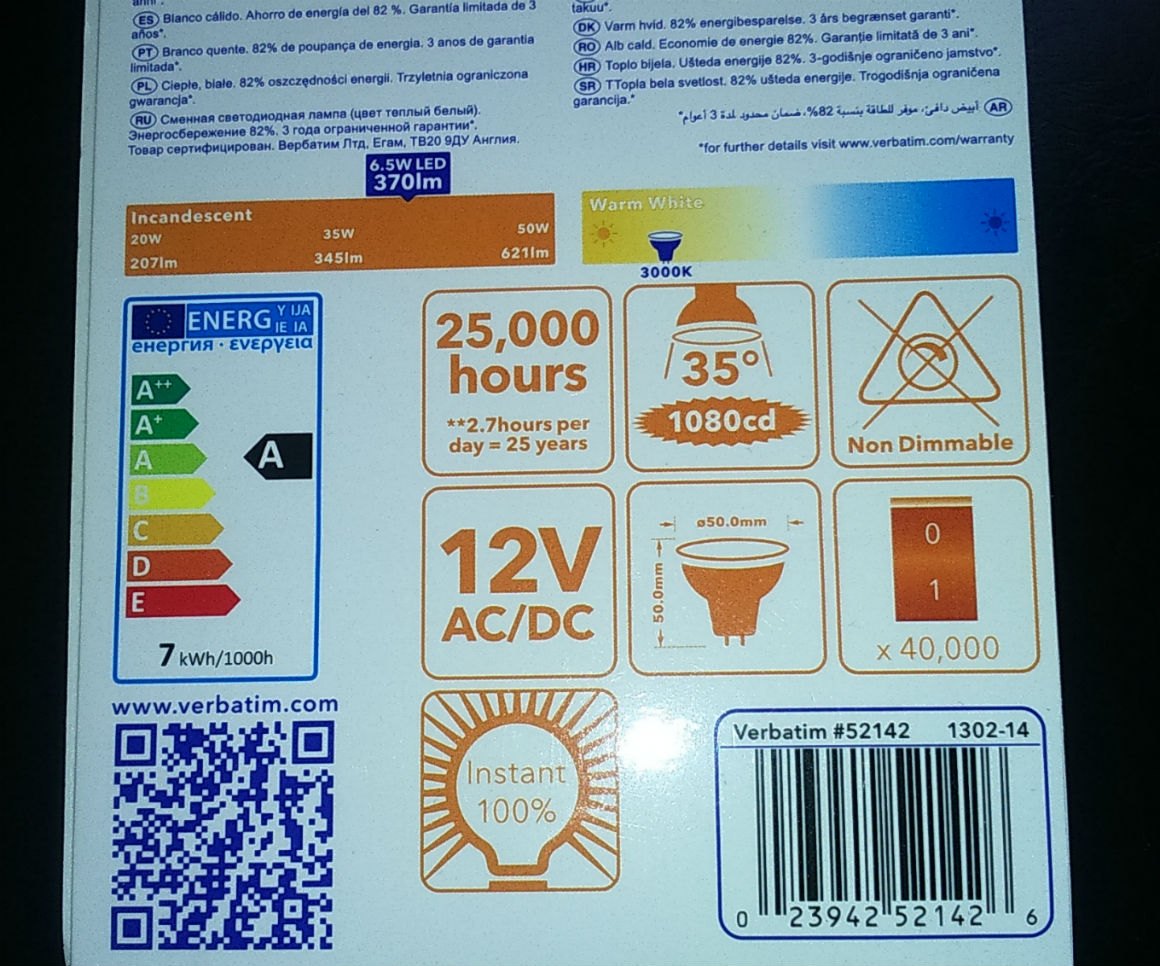 ES Blanco cálido. Ahorro de energía del 82 %. Garantía limitada de 3
años*.
PT Branco quente. 82% de poupança de energia. 3 anos de garantia
limitada*.
PL Ciepłe, białe. 82% oszczędności energii. Trzyletnia ograniczona
gwarancja*.
RU Сменная светодиодная лампа (цвет теплый белый).
Энергосбережение 82%. 3 года ограниченной гарантии*.
Товар сертифицирован. Вербатим Лтд, Егам, ТВ20 9ДУ Англия.
takuu*.
DK Varm hvid. 82% energibesparelse. 3 års begrænset garanti*.
RO Alb cald. Economie de energie 82%. Garanție limitată de 3 ani*.
HR Toplo bijela. Ušteda energije 82%. 3-godišnje ograničeno jamstvo*.
SR TTopla bela svetlost. 82% ušteda energije. Trogodišnja ograničena
garancija.*
AR أبيض دافئ، موفر للطاقة بنسبة 82%. ضمان محدود لمدة 3 أعوام*
*for further details visit www.verbatim.com/warranty
6.5W LED
370lm
Incandescent
20W 35W 50W
207lm 345lm 621lm
Warm White
3000K
ENERG Y IJA
IE IA
енергия · ενεργεια
A++
A+
A
B
C
D
E
A
7 kWh/1000h
25,000
hours
**2.7hours per
day = 25 years
35°
1080cd
Non Dimmable
12V
AC/DC
ø50.0mm
50.0mm
0
1
x 40,000
www.verbatim.com
Instant
100%
Verbatim #52142 1302-14
0 23942 52142 6